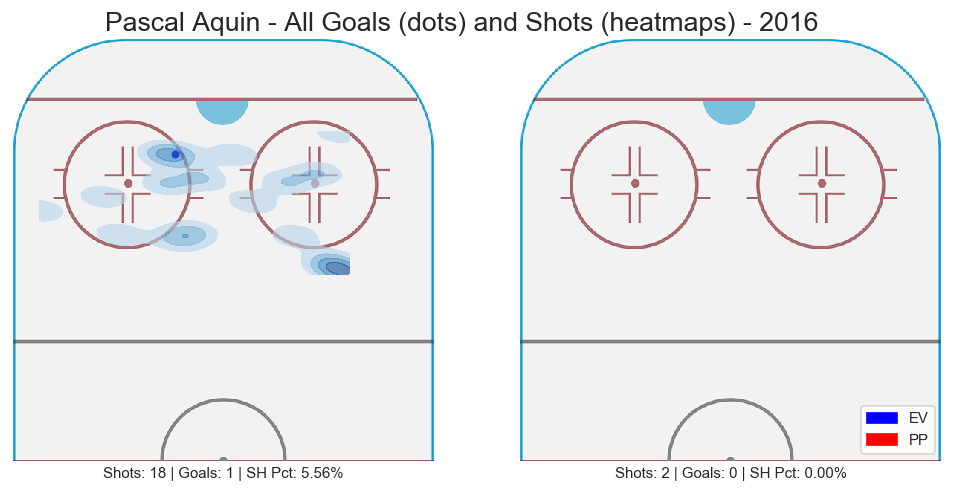 Pascal Aquin - All Goals (dots) and Shots (heatmaps) - 2016
EV
PP
Shots: 18 | Goals: 1 | SH Pct: 5.56%
Shots: 2 | Goals: 0 | SH Pct: 0.00%